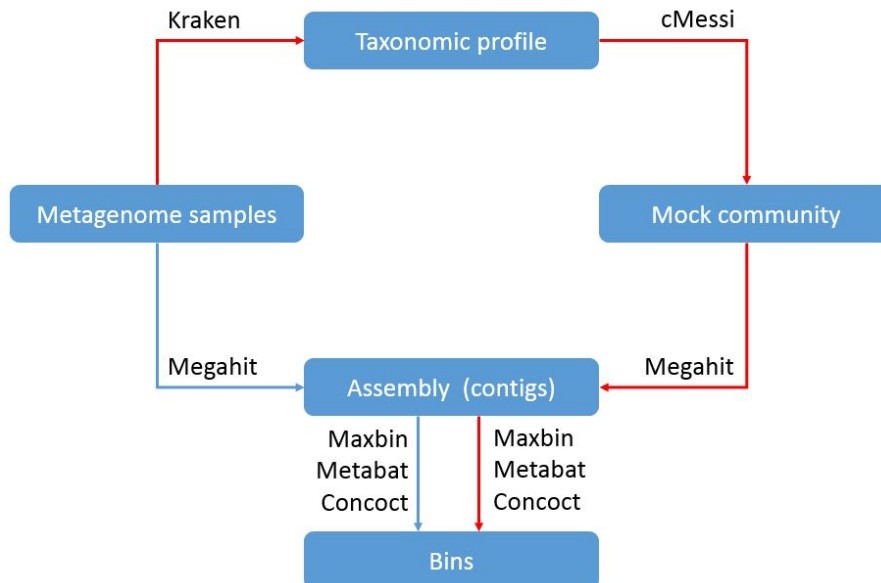 Kraken
cMessi
Taxonomic profile
Metagenome samples
Mock community
Megahit
Megahit
Assembly (contigs)
Maxbin
Metabat
Concoct
Maxbin
Metabat
Concoct
Bins